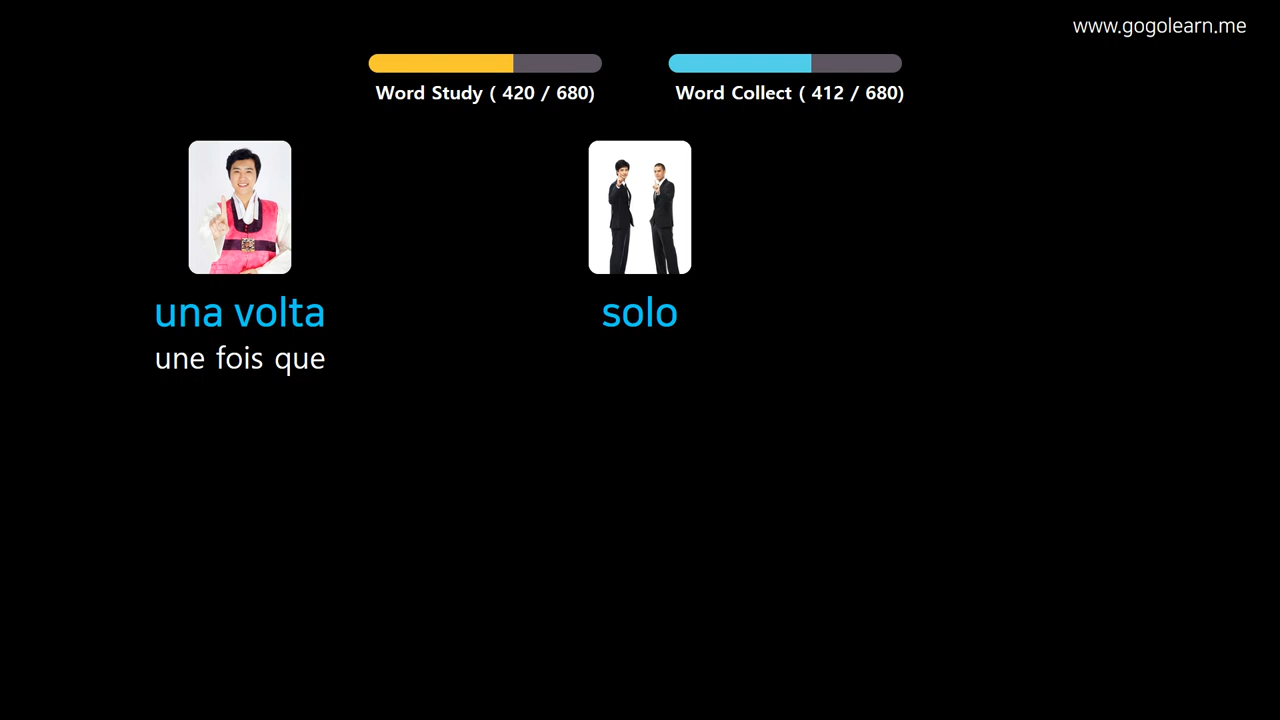 www.gogolearn.me
Word Study ( 420 / 680)
Word Collect ( 412 / 680)
una volta
une fois que
solo